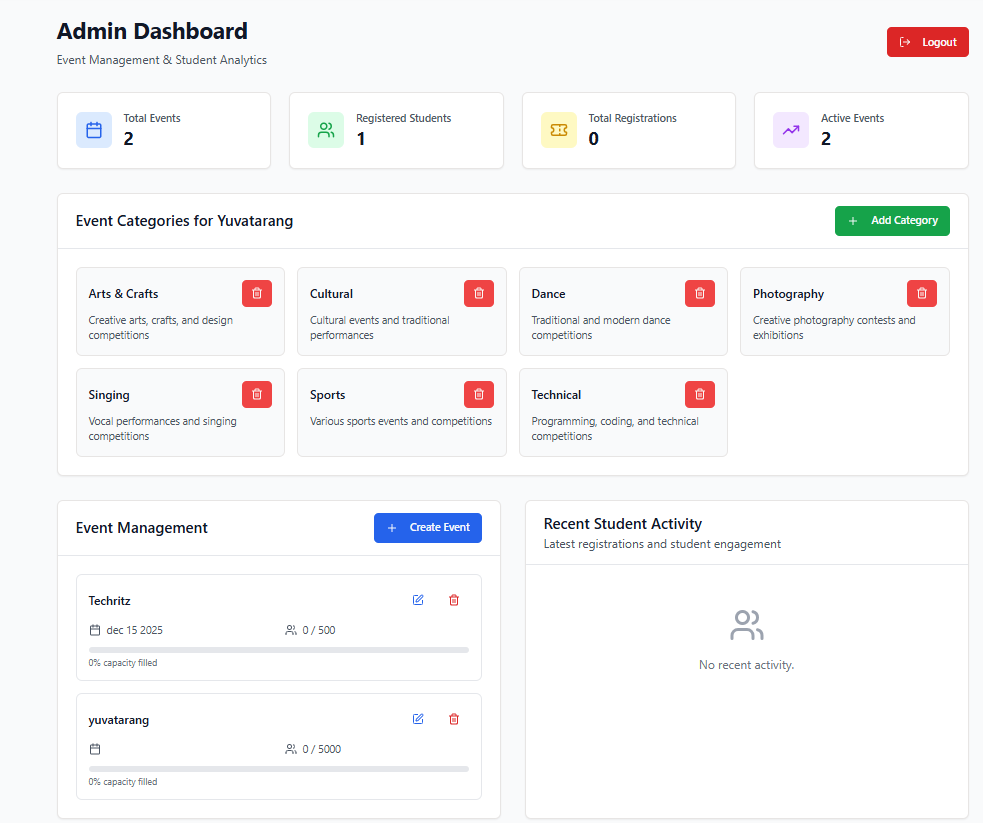 Admin Dashboard
Event Management & Student Analytics
Logout
Total Events
2
Registered Students
1
Total Registrations
0
Active Events
2
Event Categories for Yuvatarang
Add Category
Arts & Crafts
Creative arts, crafts, and design
competitions
Cultural
Cultural events and traditional
performances
Dance
Traditional and modern dance
competitions
Photography
Creative photography contests and
exhibitions
Singing
Vocal performances and singing
competitions
Sports
Various sports events and competitions
Technical
Programming, coding, and technical
competitions
Event Management
Create Event
Techritz
dec 15 2025
0 / 500
0% capacity filled
yuvatarang
0 / 5000
0% capacity filled
Recent Student Activity
Latest registrations and student engagement
No recent activity.